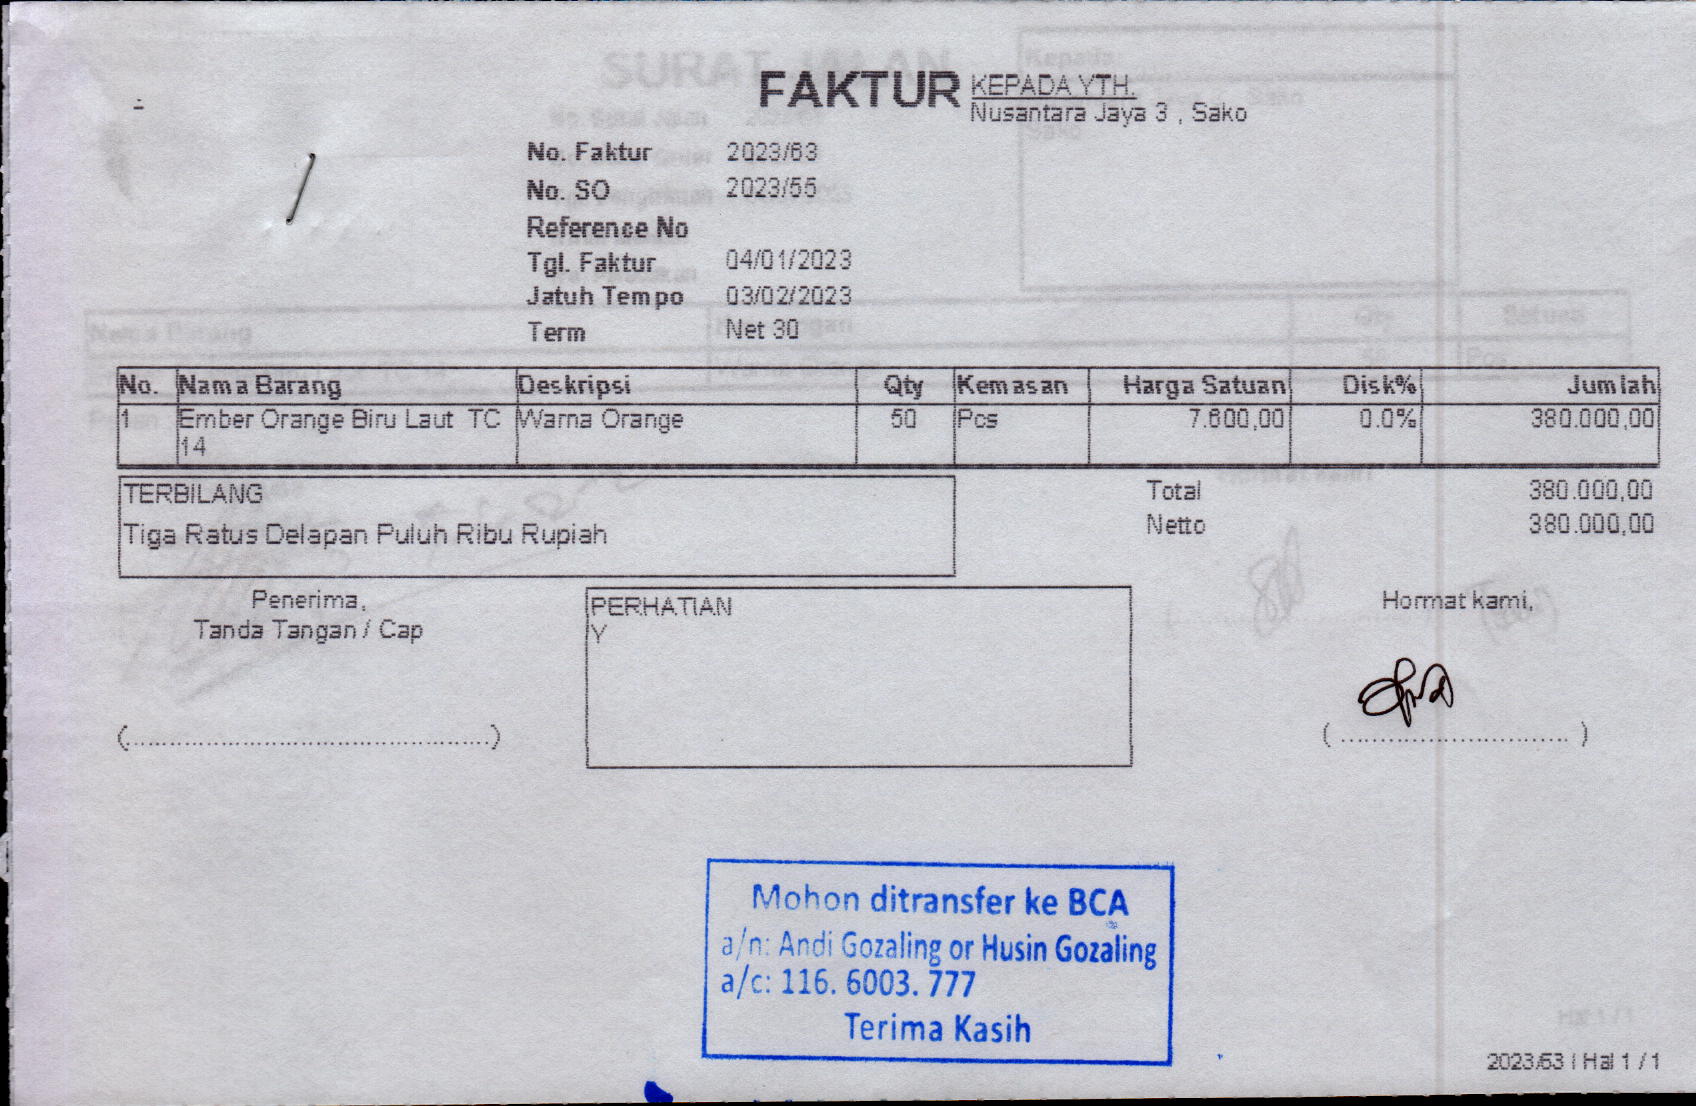 FAKTUR
KEPADA YTH.
Nusantara Jaya 3 , Sako
No. Faktur 2023/63
No. SO 2023/55
Reference No
Tgl. Faktur 04/01/2023
Jatuh Tempo 03/02/2023
Term Net 30
No. Nama Barang Deskripsi Qty Kemasan Harga Satuan Disk% Jumlah
1 Ember Orange Biru Laut TC Warna Orange 50 Pcs 7.600,00 0.0% 380.000,00
14
TERBILANG
Tiga Ratus Delapan Puluh Ribu Rupiah
Total 380.000,00
Netto 380.000,00
Penerima,
Tanda Tangan / Cap
(....................................................)
PERHATIAN
Y
Hormat kami,
( ................................ )
Mohon ditransfer ke BCA
a/n: Andi Gozaling or Husin Gozaling
a/c: 116. 6003. 777
Terima Kasih
2023/63 | Hal 1 / 1